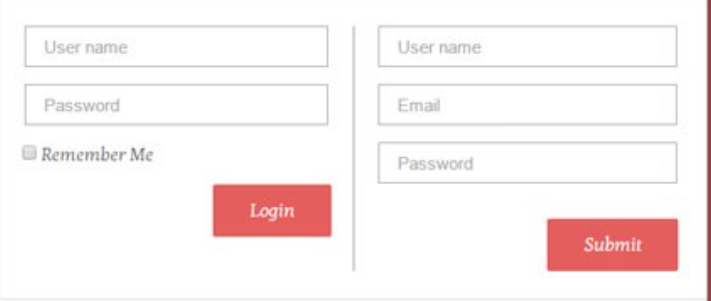 User name
Password
Remember Me
Login
User name
Email
Password
Submit